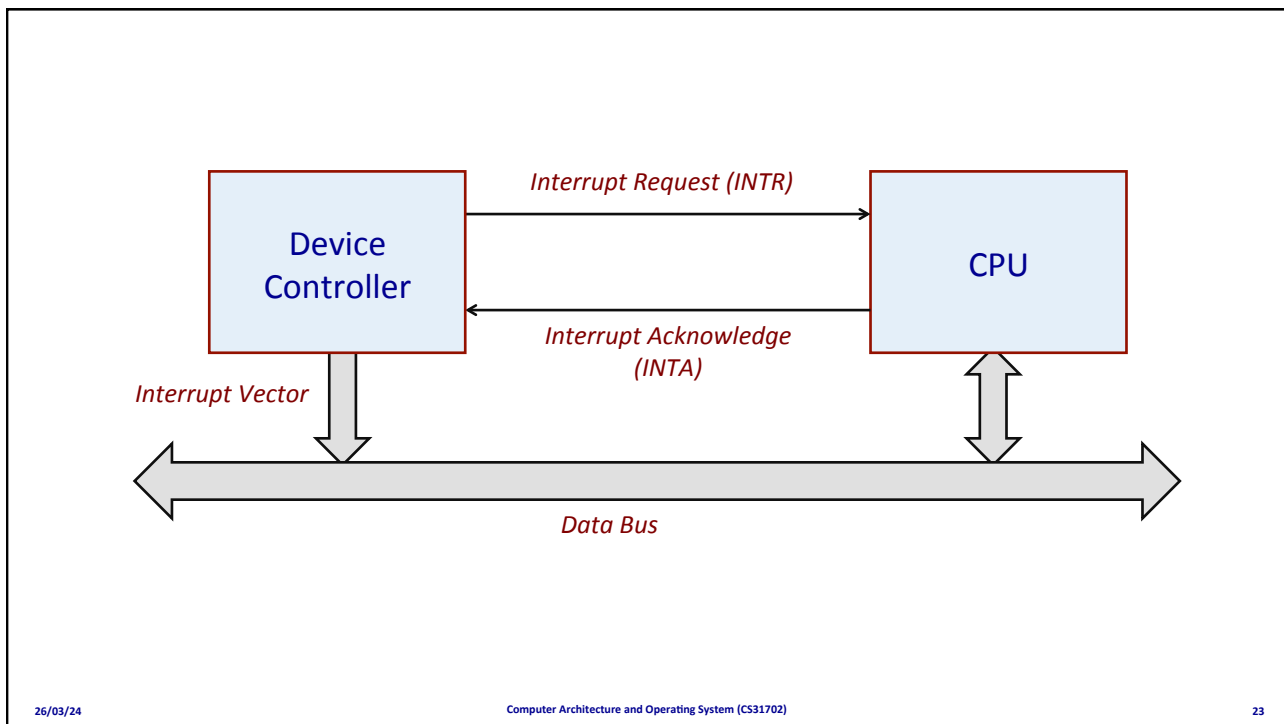 Interrupt Request (INTR)
Device
Controller
CPU
Interrupt Acknowledge
(INTA)
Interrupt Vector
Data Bus
26/03/24
Computer Architecture and Operating System (CS31702)
23